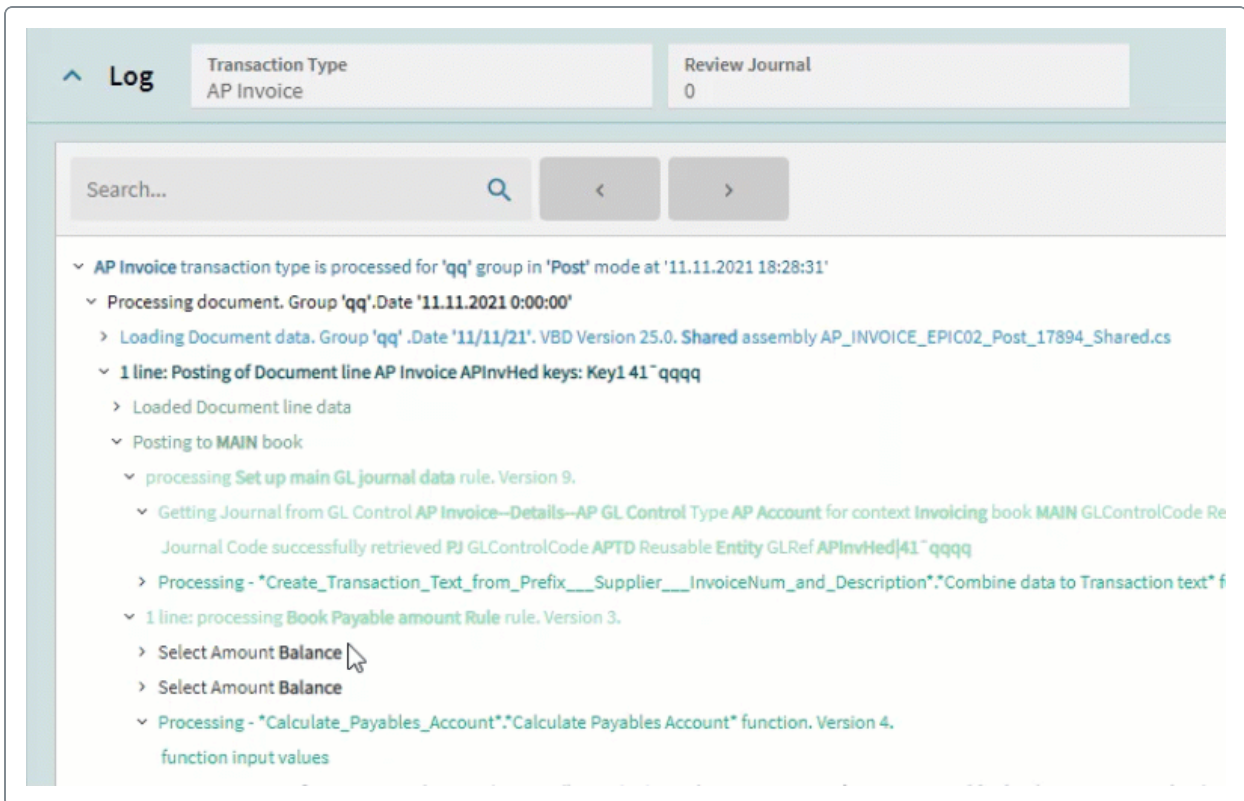 Log
Transaction Type
AP Invoice
Review Journal
0
Search...
AP Invoice transaction type is processed for 'qq' group in 'Post' mode at '11.11.2021 18:28:31'
Processing document. Group 'qq'.Date '11.11.2021 0:00:00'
Loading Document data. Group 'qq' .Date '11/11/21'. VBD Version 25.0. Shared assembly AP_INVOICE_EPIC02_Post_17894_Shared.cs
1 line: Posting of Document line AP Invoice APInvHed keys: Key1 41ˆqqqq
Loaded Document line data
Posting to MAIN book
processing Set up main GL journal data rule. Version 9.
Getting Journal from GL Control AP Invoice--Details--AP GL Control Type AP Account for context Invoicing book MAIN GLControlCode Re
Journal Code successfully retrieved PJ GLControlCode APTD Reusable Entity GLRef APInvHed|41ˆqqqq
Processing - *Create_Transaction_Text_from_Prefix___Supplier___InvoiceNum_and_Description*.*Combine data to Transaction text* f
1 line: processing Book Payable amount Rule rule. Version 3.
Select Amount Balance
Select Amount Balance
Processing - *Calculate_Payables_Account*.*Calculate Payables Account* function. Version 4.
function input values